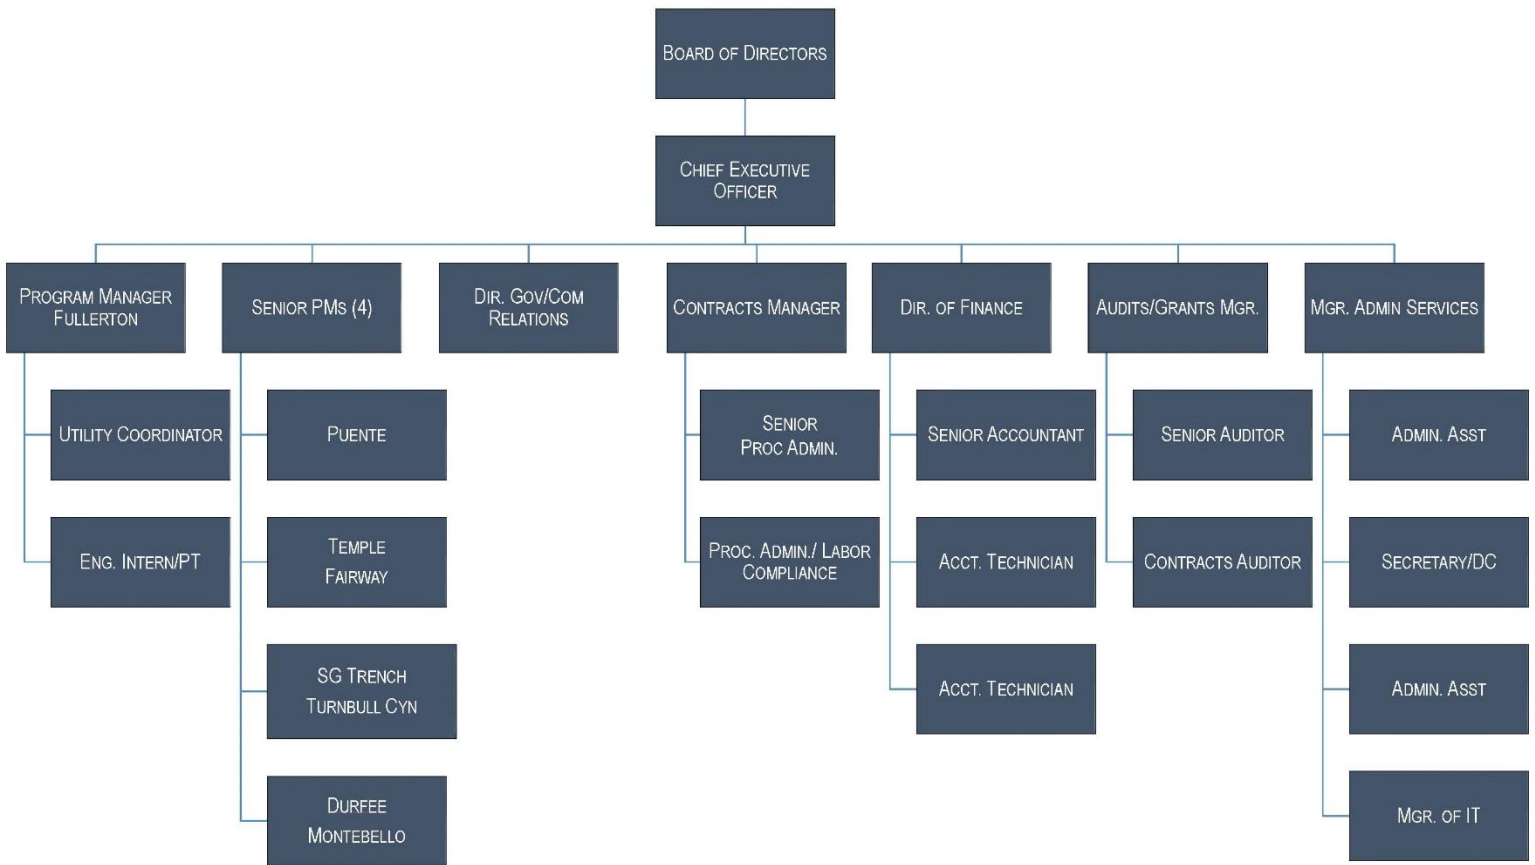 BOARD OF DIRECTORS
CHIEF EXECUTIVE
OFFICER
PROGRAM MANAGER
FULLERTON
SENIOR PMS (4)
DIR. GOV/COM
RELATIONS
CONTRACTS MANAGER
DIR. OF FINANCE
AUDITS/GRANTS MGR.
MGR. ADMIN SERVICES
UTILITY COORDINATOR
PUENTE
SENIOR
PROC ADMIN.
SENIOR ACCOUNTANT
SENIOR AUDITOR
ADMIN. ASST
ENG. INTERN/PT
TEMPLE
FAIRWAY
PROC. ADMIN./ LABOR
COMPLIANCE
ACCT. TECHNICIAN
CONTRACTS AUDITOR
SECRETARY/DC
SG TRENCH
TURNBULL CYN
ACCT. TECHNICIAN
ADMIN. ASST
DURFEE
MONTEBELLO
MGR. OF IT